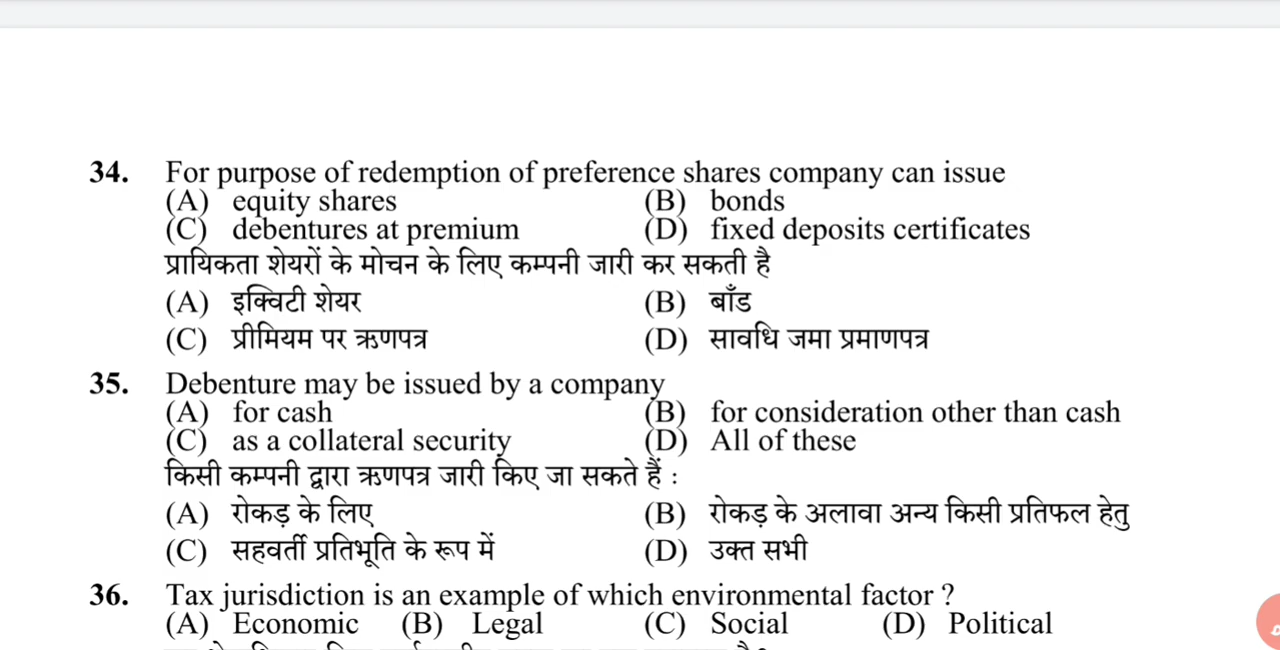 34. For purpose of redemption of preference shares company can issue
(A) equity shares (B) bonds
(C) debentures at premium (D) fixed deposits certificates
प्रायिकता शेयरों के मोचन के लिए कम्पनी जारी कर सकती है
(A) इक्विटी शेयर (B) बाँड
(C) प्रीमियम पर ऋणपत्र (D) सावधि जमा प्रमाणपत्र
35. Debenture may be issued by a company
(A) for cash (B) for consideration other than cash
(C) as a collateral security (D) All of these
किसी कम्पनी द्वारा ऋणपत्र जारी किए जा सकते हैं :
(A) रोकड़ के लिए (B) रोकड़ के अलावा अन्य किसी प्रतिफल हेतु
(C) सहवर्ती प्रतिभूति के रूप में (D) उक्त सभी
36. Tax jurisdiction is an example of which environmental factor ?
(A) Economic (B) Legal (C) Social (D) Political